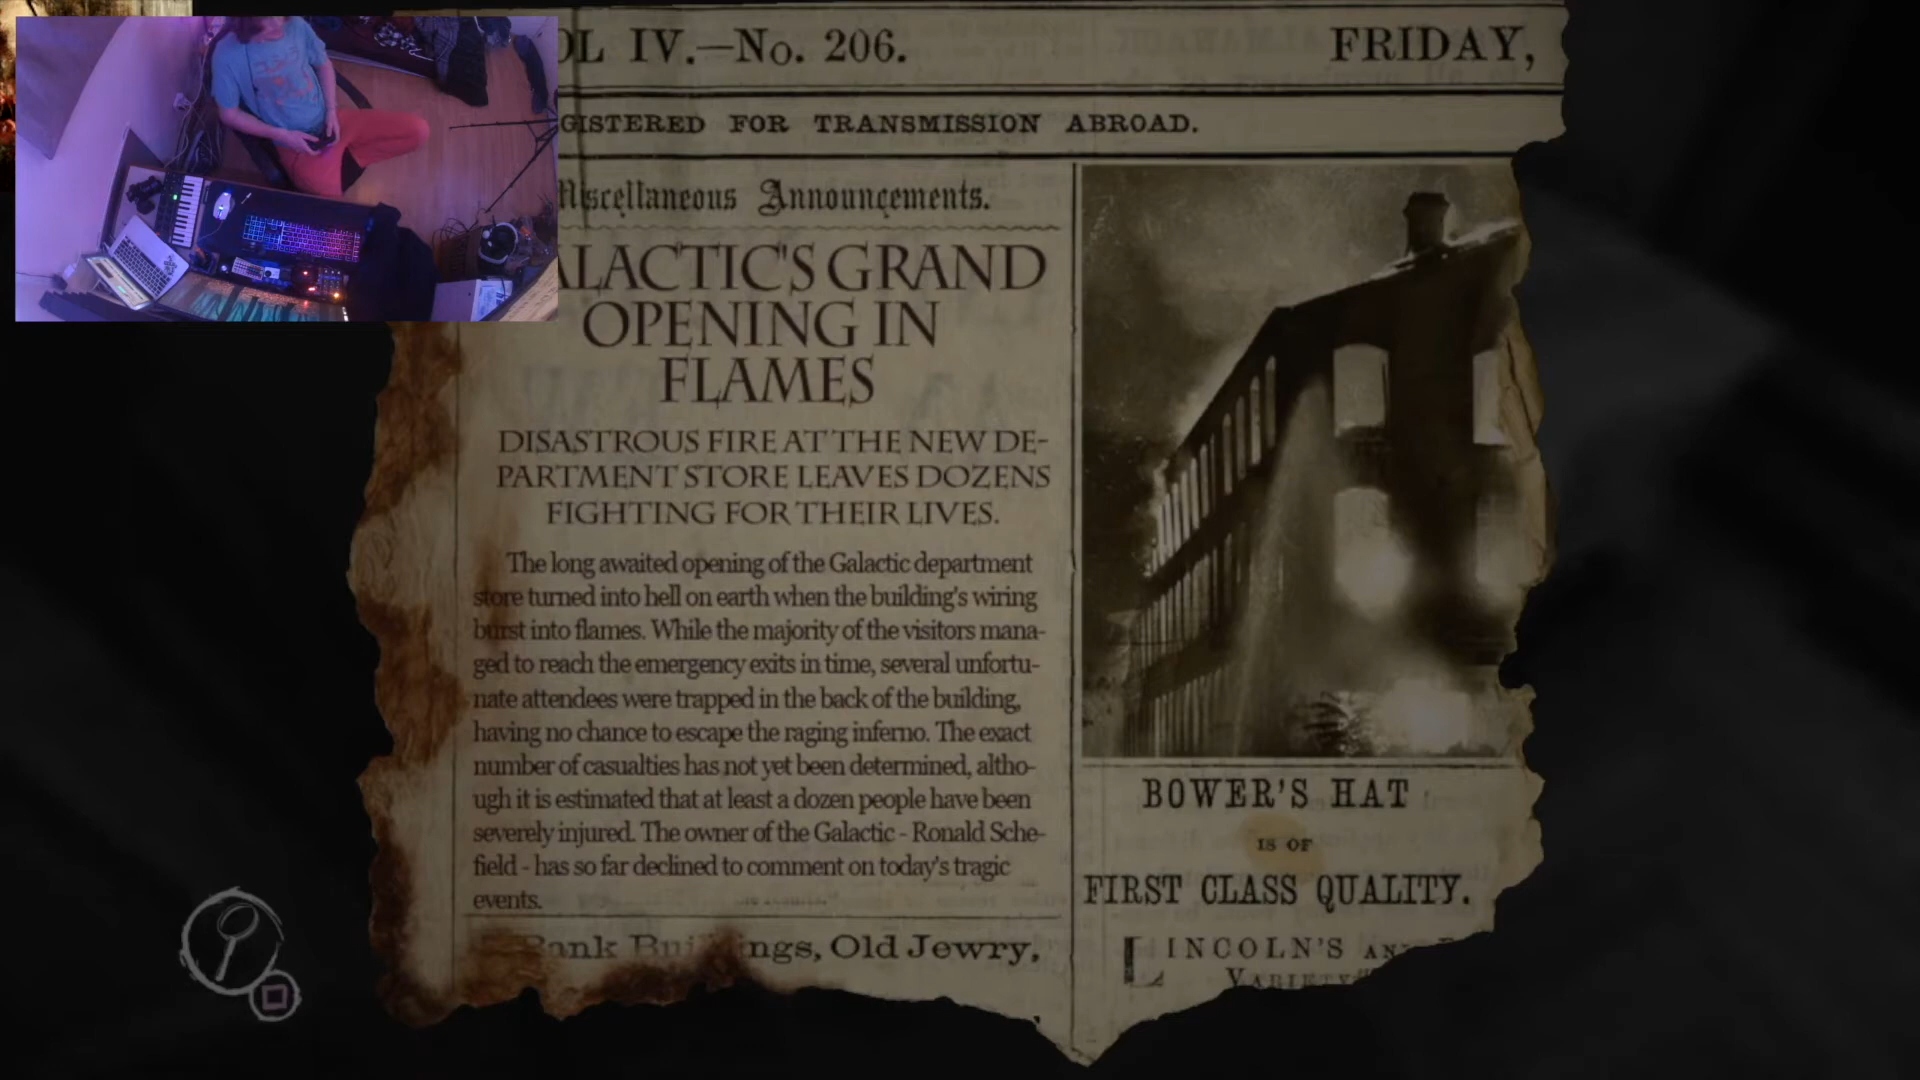 OL IV.—No. 206.
FRIDAY,
GISTERED FOR TRANSMISSION ABROAD.
Miscellaneous Announcements.
ALACTIC'S GRAND
OPENING IN
FLAMES
DISASTROUS FIRE AT THE NEW DE-
PARTMENT STORE LEAVES DOZENS
FIGHTING FOR THEIR LIVES.
The long awaited opening of the Galactic department
store turned into hell on earth when the building's wiring
burst into flames. While the majority of the visitors mana-
ged to reach the emergency exits in time, several unfortu-
nate attendees were trapped in the back of the building,
having no chance to escape the raging inferno. The exact
number of casualties has not yet been determined, altho-
ugh it is estimated that at least a dozen people have been
severely injured. The owner of the Galactic - Ronald Sche-
field - has so far declined to comment on today's tragic
events.
Bank Buildings, Old Jewry,
BOWER'S HAT
IS OF
FIRST CLASS QUALITY.
LINCOLN'S
VARIETY